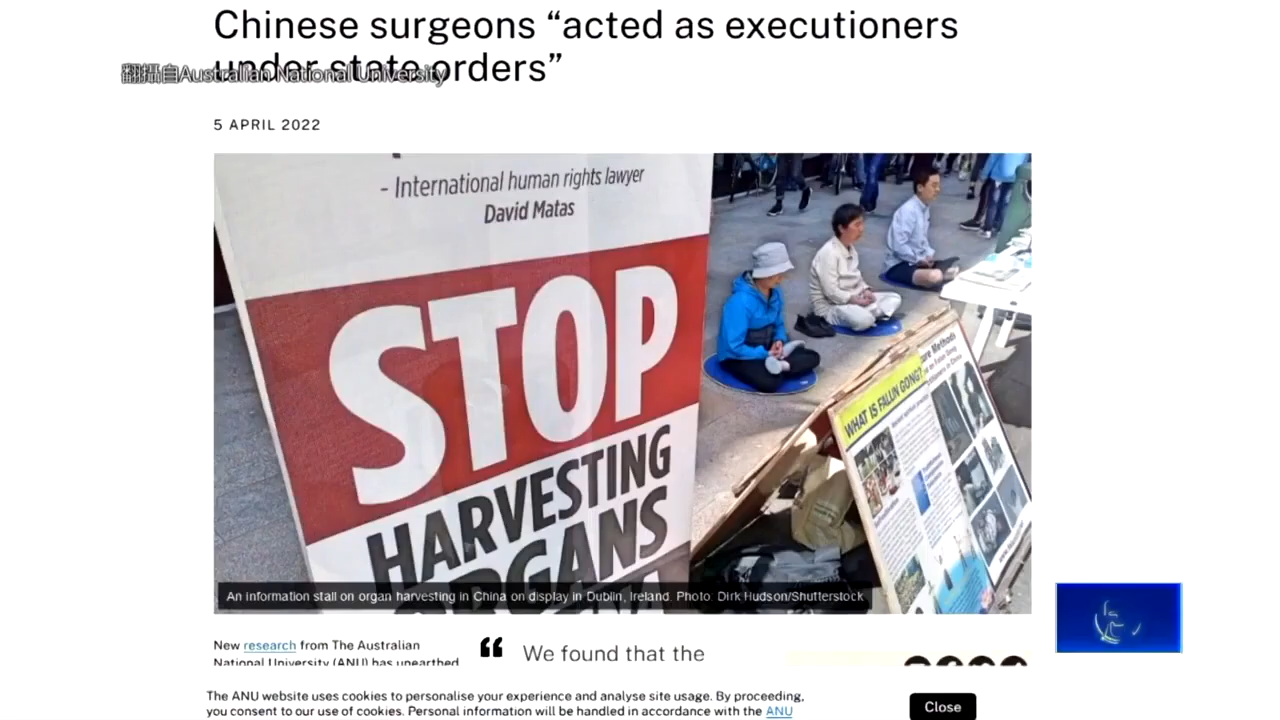 Chinese surgeons “acted as executioners
under state orders”
翻攝自Australian National University
5 APRIL 2022
- International human rights lawyer
David Matas
STOP
HARVESTING
ORGANS
WHAT IS FALUN GONG?
An information stall on organ harvesting in China on display in Dublin, Ireland. Photo: Dirk Hudson/Shutterstock
New research from The Australian
National University (ANU) has unearthed
“ We found that the
The ANU website uses cookies to personalise your experience and analyse site usage. By proceeding,
you consent to our use of cookies. Personal information will be handled in accordance with the ANU
Close